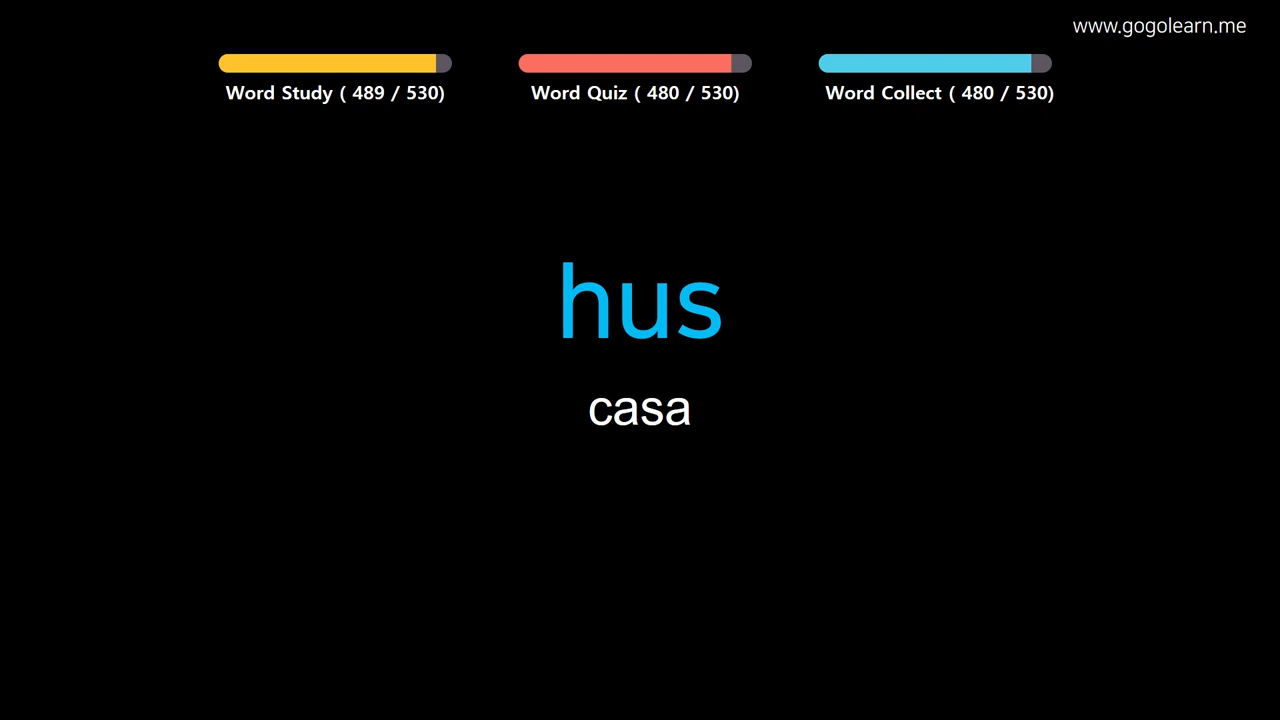 www.gogolearn.me
Word Study ( 489 / 530)
Word Quiz ( 480 / 530)
Word Collect ( 480 / 530)
hus
casa